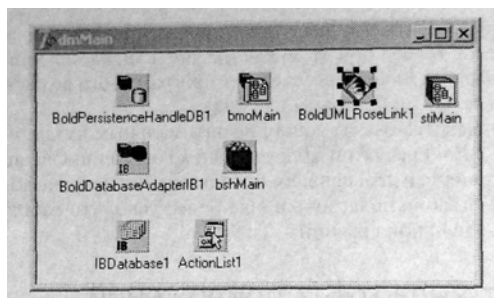 dmMain
BoldPersistenceHandleDB1 bmoMain BoldUMLRoseLink1 stiMain
IB
BoldDatabaseAdapterIB1 bshMain
IB
IBDatabase1 ActionList1